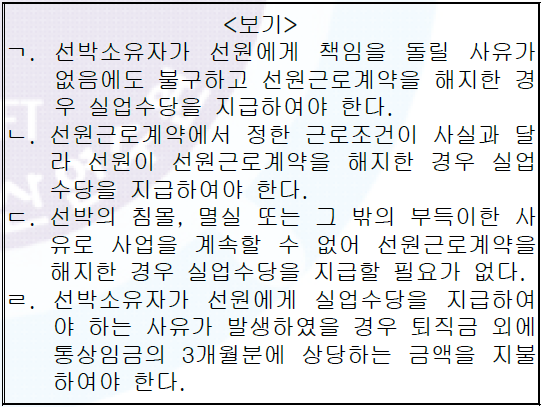 <보기>
ㄱ. 선박소유자가 선원에게 책임을 돌릴 사유가
없음에도 불구하고 선원근로계약을 해지한 경
우 실업수당을 지급하여야 한다.
ㄴ. 선원근로계약에서 정한 근로조건이 사실과 달
라 선원이 선원근로계약을 해지한 경우 실업
수당을 지급하여야 한다.
ㄷ. 선박의 침몰, 멸실 또는 그 밖의 부득이한 사
유로 사업을 계속할 수 없어 선원근로계약을
해지한 경우 실업수당을 지급할 필요가 없다.
ㄹ. 선박소유자가 선원에게 실업수당을 지급하여
야 하는 사유가 발생하였을 경우 퇴직금 외에
통상임금의 3개월분에 상당하는 금액을 지불
하여야 한다.